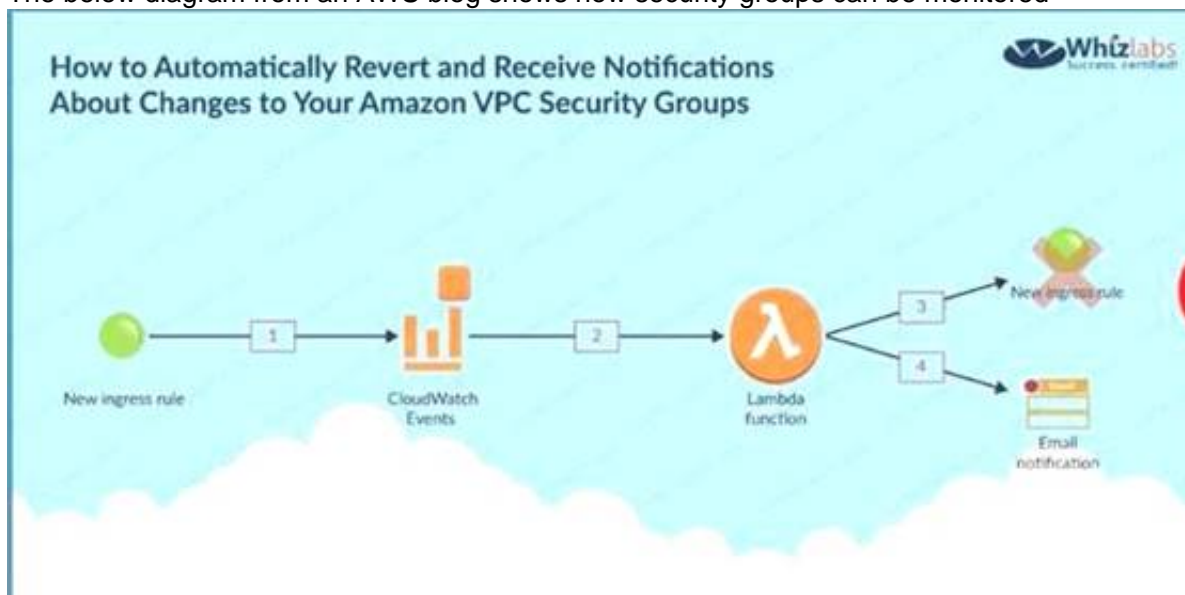 The below diagram from an AWS blog shows how security groups can be monitored
How to Automatically Revert and Receive Notifications
About Changes to Your Amazon VPC Security Groups
Whizlabs
Success certified!
1
2
3
4
New ingress rule
CloudWatch
Events
λ
Lambda
function
New ingress rule
Email
notification